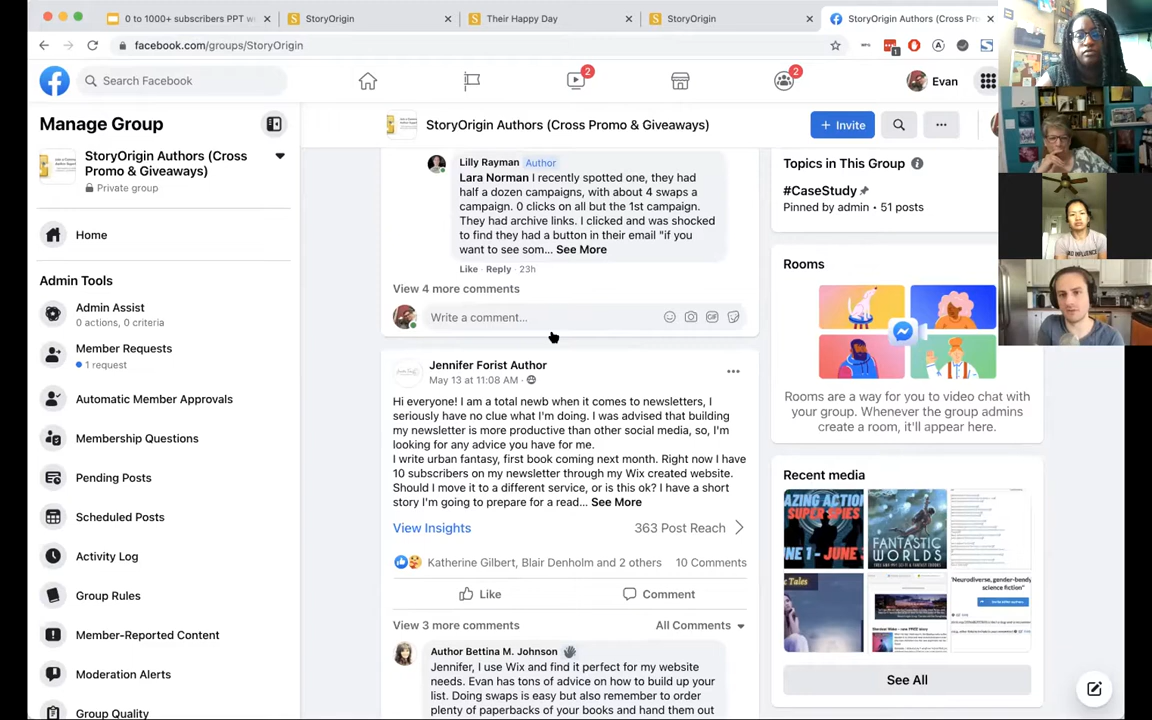 0 to 1000+ subscribers PPT w
StoryOrigin
Their Happy Day
StoryOrigin
StoryOrigin Authors (Cross Pr
facebook.com/groups/StoryOrigin
Search Facebook
2
2
Evan
Manage Group
StoryOrigin Authors (Cross
Promo & Giveaways)
Private group
Home
Admin Tools
Admin Assist
0 actions, 0 criteria
Member Requests
1 request
Automatic Member Approvals
Membership Questions
Pending Posts
Scheduled Posts
Activity Log
Group Rules
Member-Reported Content
Moderation Alerts
Group Quality
StoryOrigin Authors (Cross Promo & Giveaways)
+ Invite
Lilly Rayman Author
Lara Norman I recently spotted one, they had
half a dozen campaigns, with about 4 swaps a
campaign. 0 clicks on all but the 1st campaign.
They had archive links. I clicked and was shocked
to find they had a button in their email "if you
want to see som... See More
Like · Reply · 23h
View 4 more comments
Write a comment...
GIF
Jennifer Forist Author
May 13 at 11:08 AM ·
Hi everyone! I am a total newb when it comes to newsletters, I
seriously have no clue what I'm doing. I was advised that building
my newsletter is more productive than other social media, so, I'm
looking for any advice you have for me.
I write urban fantasy, first book coming next month. Right now I have
10 subscribers on my newsletter through my Wix created website.
Should I move it to a different service, or is this ok? I have a short
story I'm going to prepare for a read... See More
View Insights
363 Post Reach
Katherine Gilbert, Blair Denholm and 2 others
10 Comments
Like
Comment
View 3 more comments
All Comments
Author Bettina M. Johnson
Jennifer, I use Wix and find it perfect for my website
needs. Evan has tons of advice on how to build up your
list. Doing swaps is easy but also remember to order
plenty of paperbacks of your books and hand them out
Topics in This Group
#CaseStudy
Pinned by admin • 51 posts
Rooms
Rooms are a way for you to video chat with
your group. Whenever the group admins
create a room, it'll appear here.
Recent media
AZING ACTION
SUPER SPIES
UNE 1 - JUNE
FANTASTIC
WORLDS
Tales
"Neurodiverse, gender-bendy
science fiction"
See All